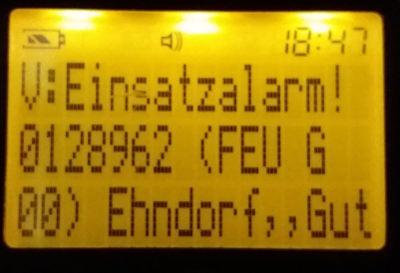 18:47
V:Einsatzalarm!
0128962 (FEU G
00) Ehndorf,,Gut